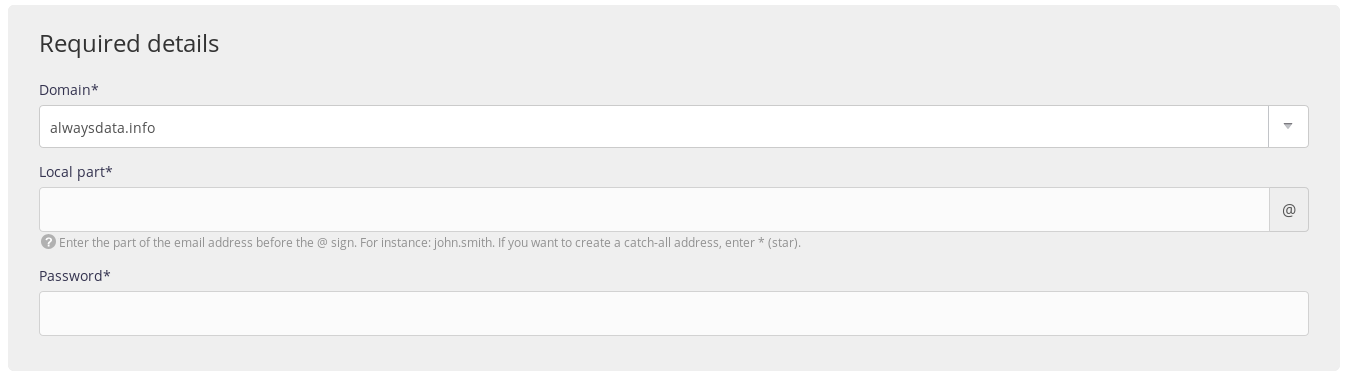 Required details
Domain*
alwaysdata.info
Local part*
@
? Enter the part of the email address before the @ sign. For instance: john.smith. If you want to create a catch-all address, enter * (star).
Password*